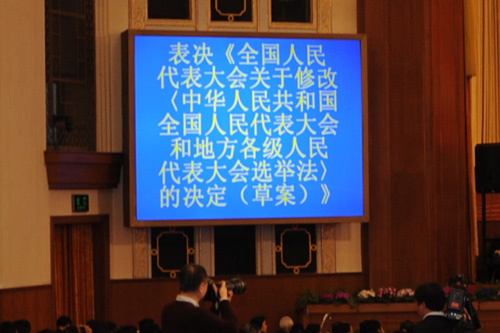 表决《全国人民
代表大会关于修改
〈中华人民共和国
全国人民代表大会
和地方各级人民
代表大会选举法〉
的决定（草案）》